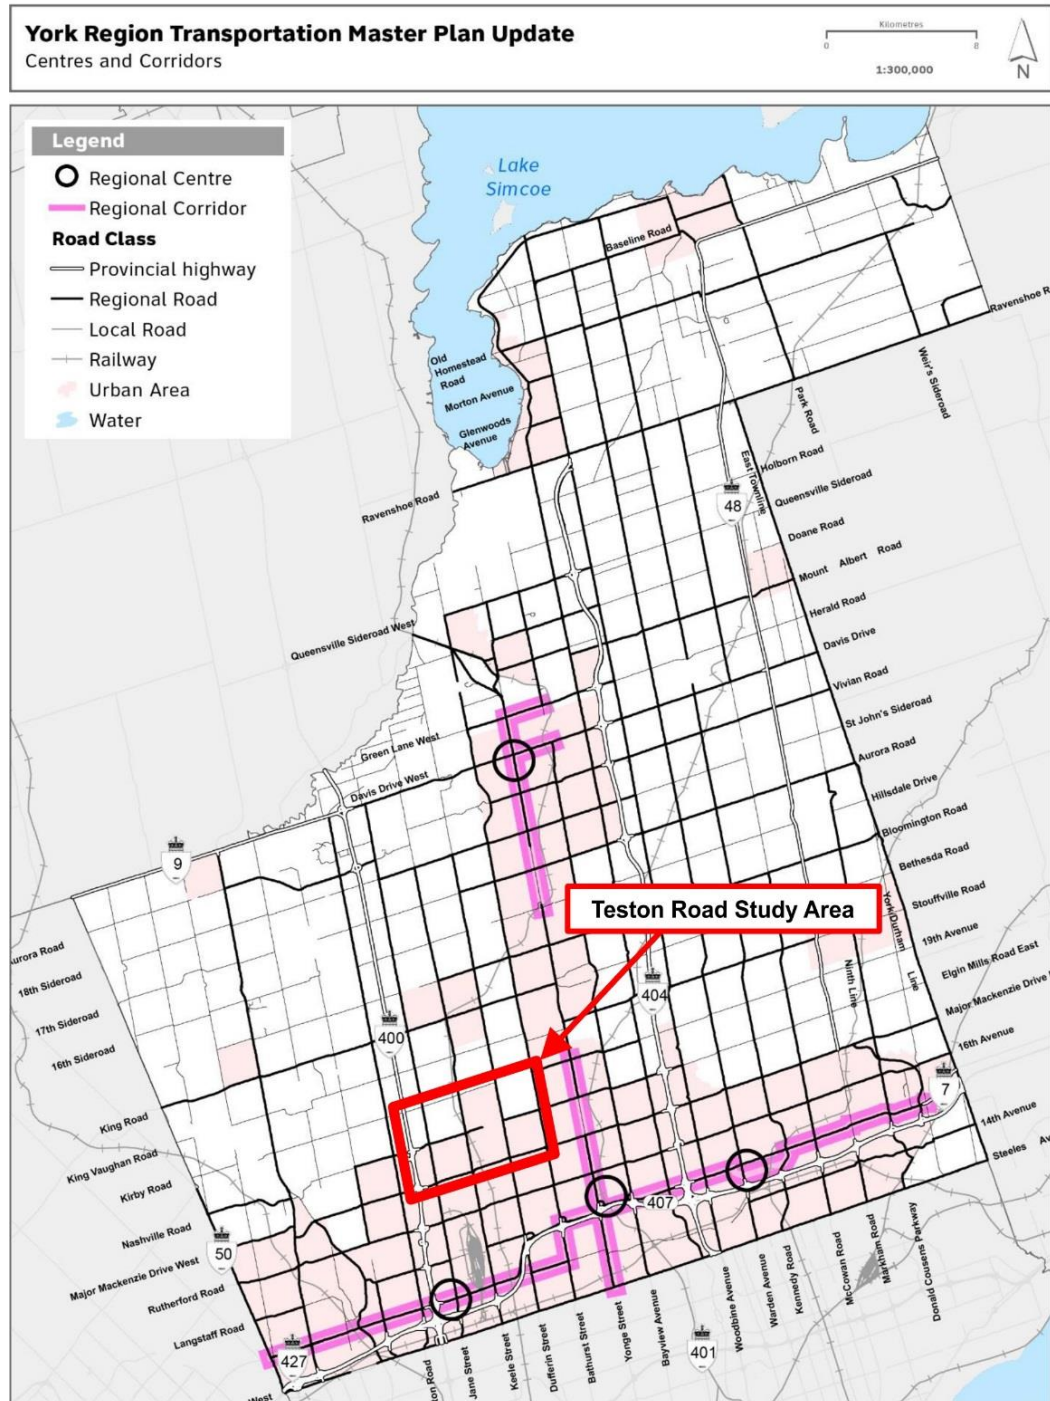 York Region Transportation Master Plan Update
Centres and Corridors
Kilometres
0 8
1:300,000
N
Legend
Regional Centre
Regional Corridor
Road Class
Provincial highway
Regional Road
Local Road
Railway
Urban Area
Water
Lake
Simcoe
Baseline Road
Ravenshoe R
Old
Homestead
Road
Morton Avenue
Glenwoods
Avenue
Weir's Sideroad
Park Road
Ravenshoe Road
East Townline
Holborn Road
Queensville Sideroad
48
Doane Road
Mount Albert Road
Herald Road
Queensville Sideroad West
Davis Drive
Vivian Road
St John's Sideroad
Green Lane West
Aurora Road
Davis Drive West
Hillsdale Drive
Bloomington Road
9
Bethesda Road
Teston Road Study Area
Stouffville Road
York/Durham
Line
19th Avenue
urora Road
Elgin Mills Road East
18th Sideroad
Ninth Line
404
Major Mackenzie Drive
17th Sideroad
400
16th Avenue
16th Sideroad
7
King Road
14th Avenue
Steeles Av
King Vaughan Road
Kirby Road
407
Nashville Road
50
Major Mackenzie Drive West
Rutherford Road
Langstaff Road
427
West
ton Road
Jane Street
Keele Street
Dufferin Street
Bathurst Street
Yonge Street
Bayview Avenue
401
Woodbine Avenue
Warden Avenue
Kennedy Road
McCowan Road
Markham Road
Donald Cousens Parkway